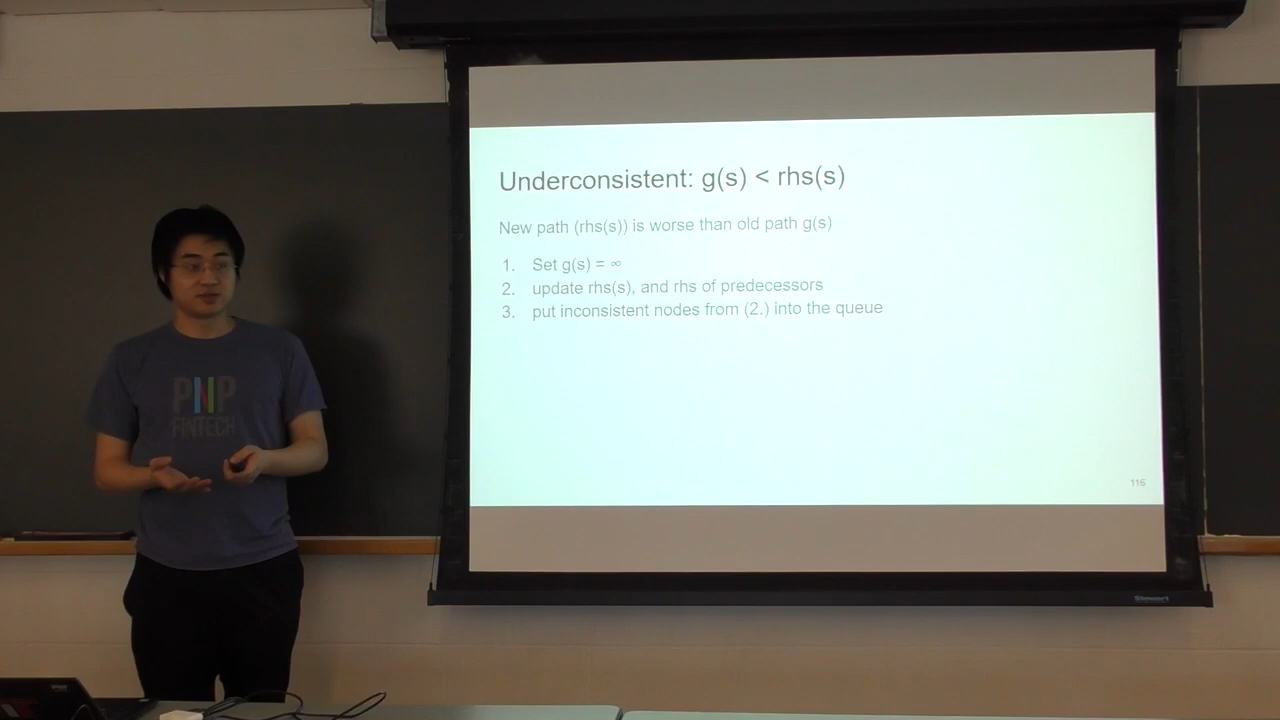 Underconsistent: g(s) < rhs(s)
New path (rhs(s)) is worse than old path g(s)
1. Set g(s) = ∞
2. update rhs(s), and rhs of predecessors
3. put inconsistent nodes from (2.) into the queue
116
PNP
FINTECH
Stewart